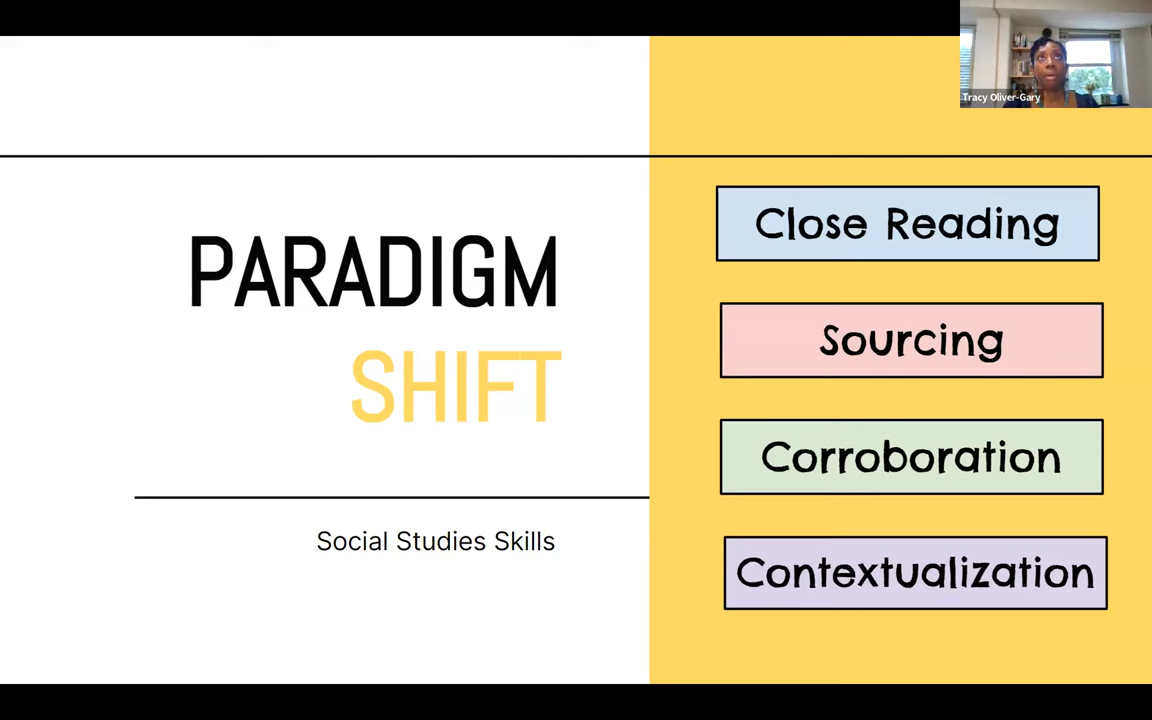 Tracy Oliver-Gary
PARADIGM
SHIFT
Social Studies Skills
Close Reading
Sourcing
Corroboration
Contextualization